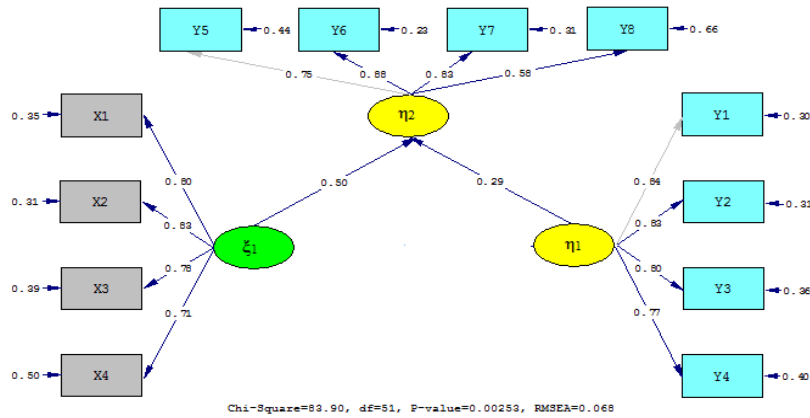 Y5 0.44 Y6 0.23 Y7 0.31 Y8 0.66
0.75 0.88 0.83 0.58
0.35 X1 η2 Y1 0.30
0.80 0.84
0.31 X2 0.50 0.29 Y2 0.31
0.83 0.83
ξ1 η1
0.39 X3 0.78 0.80 Y3 0.36
0.71 0.77
0.50 X4 Y4 0.40
Chi-Square=83.90, df=51, P-value=0.00253, RMSEA=0.068